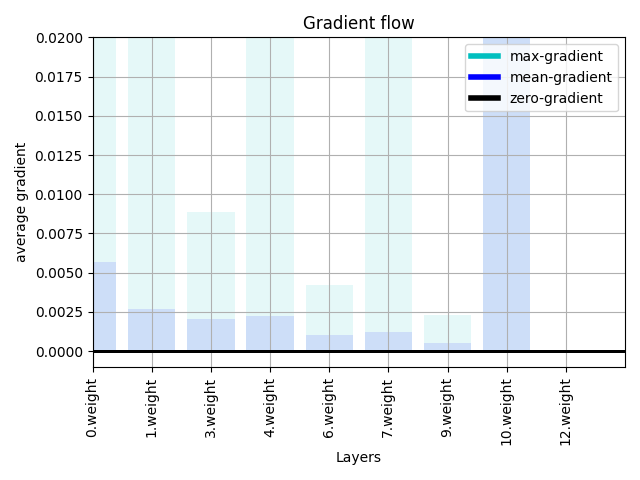 Gradient flow
0.0200
0.0175
0.0150
0.0125
0.0100
0.0075
0.0050
0.0025
0.0000
average gradient
max-gradient
mean-gradient
zero-gradient
0.weight
1.weight
3.weight
4.weight
6.weight
7.weight
9.weight
10.weight
12.weight
Layers